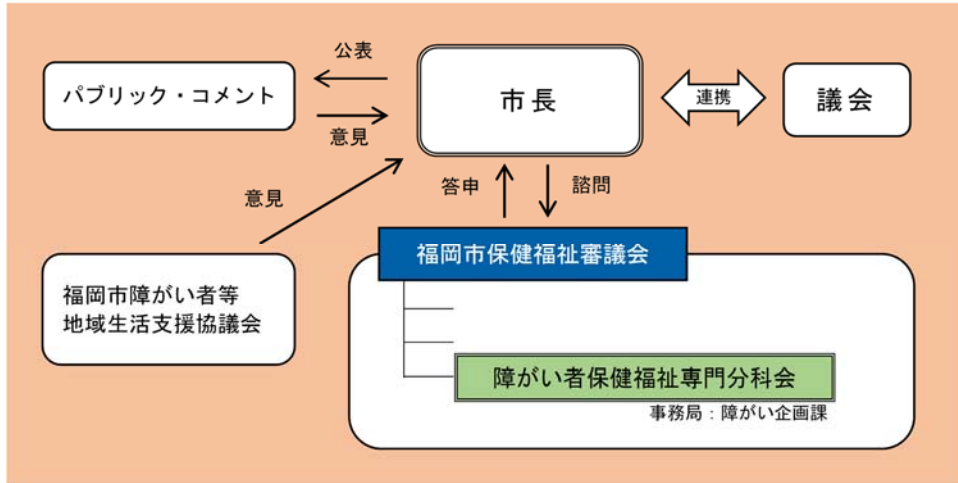 公表
パブリック・コメント
意見
市長
連携
議会
意見
答申
諮問
福岡市保健福祉審議会
福岡市障がい者等
地域生活支援協議会
障がい者保健福祉専門分科会
事務局：障がい企画課